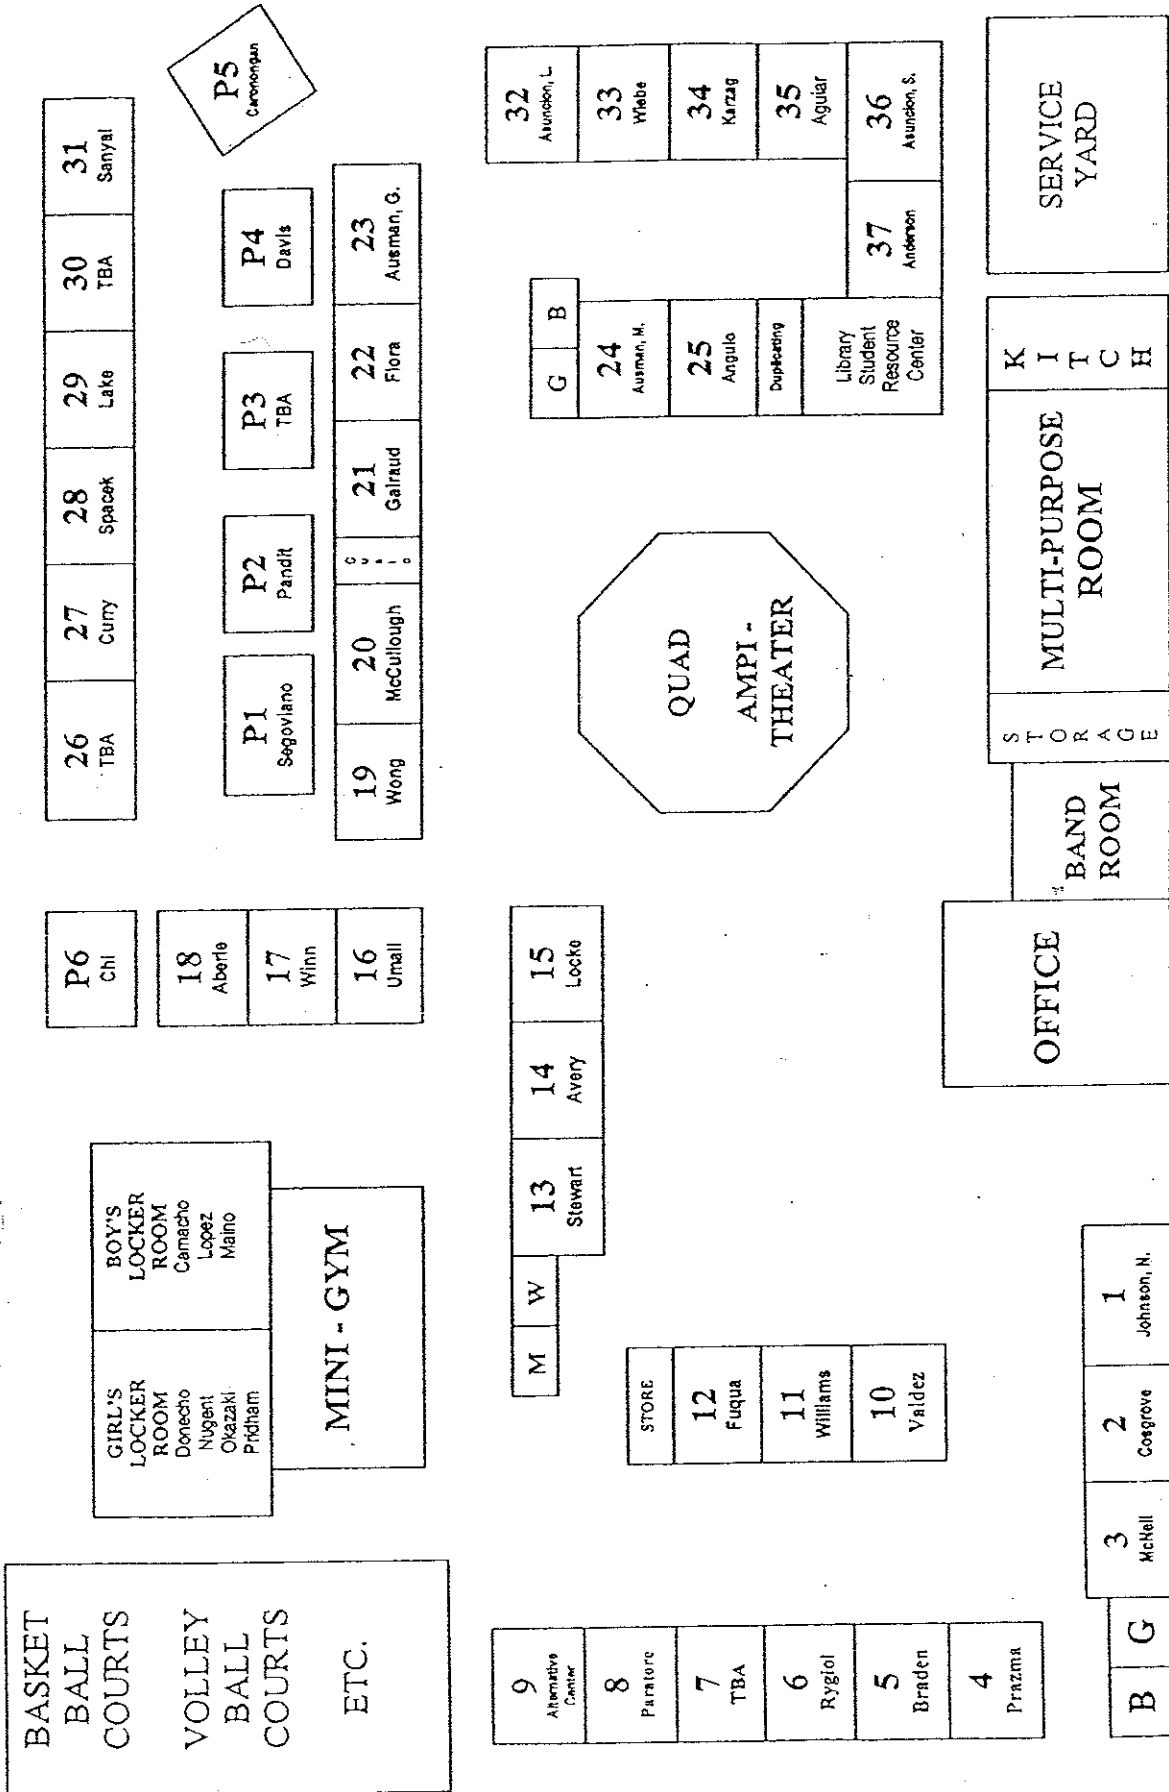 BASKET
BALL
COURTS
VOLLEY
BALL
COURTS
ETC.
GIRL'S
LOCKER
ROOM
Donecho
Nugent
Okazaki
Pridham
BOY'S
LOCKER
ROOM
Camacho
Lopez
Maino
MINI - GYM
P6
Chi
18
Aberle
17
Winn
16
Umali
26
TBA
27
Curry
28
Spacek
29
Lake
30
TBA
31
Sanyal
P1
Segoviano
P2
Pandit
P3
TBA
P4
Davis
P5
Caronongan
19
Wong
20
McCullough
21
Galraud
22
Flora
23
Ausman, G.
9
Alternative
Center
8
Paratore
7
TBA
6
Rygiol
5
Braden
4
Prazma
M
W
13
Stewart
14
Avery
15
Locke
STORE
12
Fuqua
11
Williams
10
Valdez
QUAD
AMPI -
THEATER
G
B
24
Ausman, M.
25
Angulo
Duplicating
Library
Student
Resource
Center
32
Asuncion, L.
33
Wiebe
34
Karzag
35
Aguiar
36
Asuncion, S.
37
Anderson
B
G
3
McNeil
2
Cosgrove
1
Johnson, N.
OFFICE
BAND
ROOM
S
T
O
R
A
G
E
MULTI-PURPOSE
ROOM
K
I
T
C
H
SERVICE
YARD